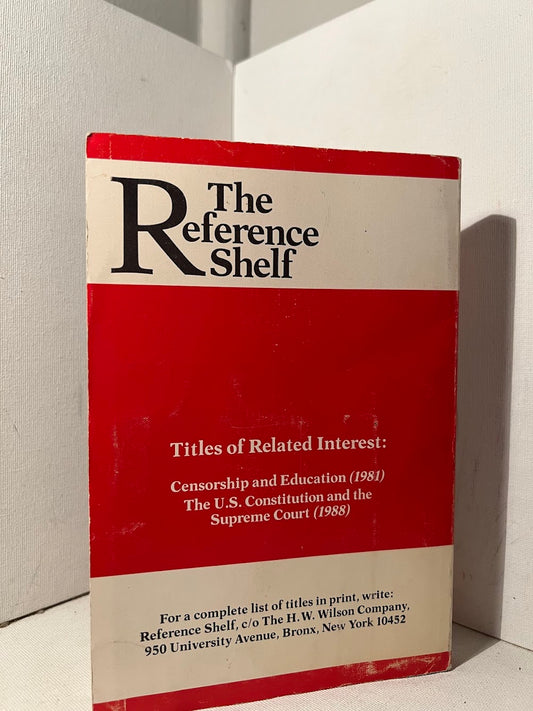 The
Reference
Shelf
Titles of Related Interest:
Censorship and Education (1981)
The U.S. Constitution and the
Supreme Court (1988)
For a complete list of titles in print, write:
Reference Shelf, c/o The H.W. Wilson Company,
950 University Avenue, Bronx, New York 10452